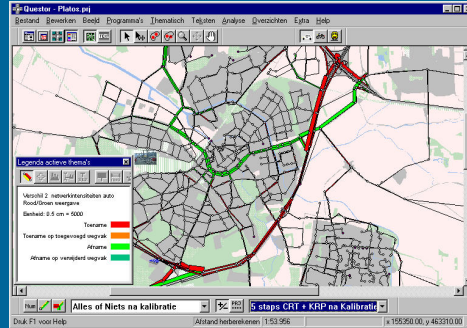 Questor - Platos.prj
Bestand Bewerken Beeld Programma's Thematisch Teksten Analyse Overzichten Extra Help
Legenda actieve thema's
Verschil 2 netwerkintensiteiten auto
Rood/Groen weergave
Eenheid: 0.5 cm = 5000
Toename
Toename op toegevoegd wegvak
Afname
Afname op verwijderd wegvak
Num
Alles of Niets na kalibratie
5 staps CRT + KRP na Kalibratie
Druk F1 voor Help
Afstand herberekenen
1:53.956
x 155350.00 y 463310.00